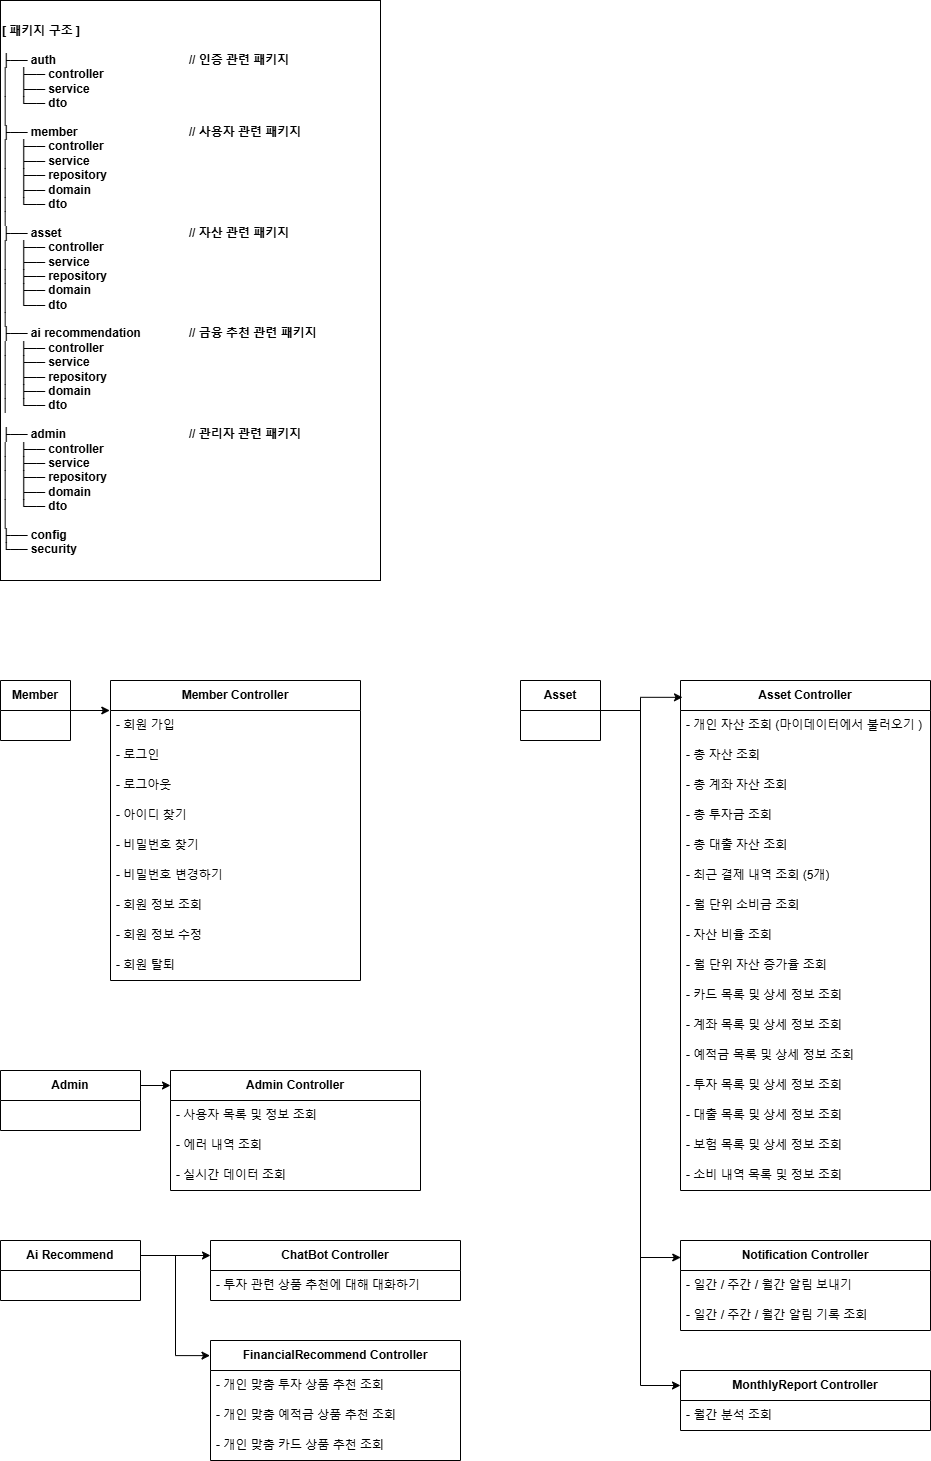 [ 패키지 구조 ]
├── auth // 인증 관련 패키지
│ ├── controller
│ ├── service
│ └── dto
│
├── member // 사용자 관련 패키지
│ ├── controller
│ ├── service
│ ├── repository
│ ├── domain
│ └── dto
│
├── asset // 자산 관련 패키지
│ ├── controller
│ ├── service
│ ├── repository
│ ├── domain
│ └── dto
│
├── ai recommendation // 금융 추천 관련 패키지
│ ├── controller
│ ├── service
│ ├── repository
│ ├── domain
│ └── dto
├── admin // 관리자 관련 패키지
│ ├── controller
│ ├── service
│ ├── repository
│ ├── domain
│ └── dto
│
├── config
└── security
Member
Member Controller
- 회원 가입
- 로그인
- 로그아웃
- 아이디 찾기
- 비밀번호 찾기
- 비밀번호 변경하기
- 회원 정보 조회
- 회원 정보 수정
- 회원 탈퇴
Asset
Asset Controller
- 개인 자산 조회 (마이데이터에서 불러오기 )
- 총 자산 조회
- 총 계좌 자산 조회
- 총 투자금 조회
- 총 대출 자산 조회
- 최근 결제 내역 조회 (5개)
- 월 단위 소비금 조회
- 자산 비율 조회
- 월 단위 자산 증가율 조회
- 카드 목록 및 상세 정보 조회
- 계좌 목록 및 상세 정보 조회
- 예적금 목록 및 상세 정보 조회
- 투자 목록 및 상세 정보 조회
- 대출 목록 및 상세 정보 조회
- 보험 목록 및 상세 정보 조회
- 소비 내역 목록 및 정보 조회
Admin
Admin Controller
- 사용자 목록 및 정보 조회
- 에러 내역 조회
- 실시간 데이터 조회
Ai Recommend
ChatBot Controller
- 투자 관련 상품 추천에 대해 대화하기
FinancialRecommend Controller
- 개인 맞춤 투자 상품 추천 조회
- 개인 맞춤 예적금 상품 추천 조회
- 개인 맞춤 카드 상품 추천 조회
Notification Controller
- 일간 / 주간 / 월간 알림 보내기
- 일간 / 주간 / 월간 알림 기록 조회
MonthlyReport Controller
- 월간 분석 조회